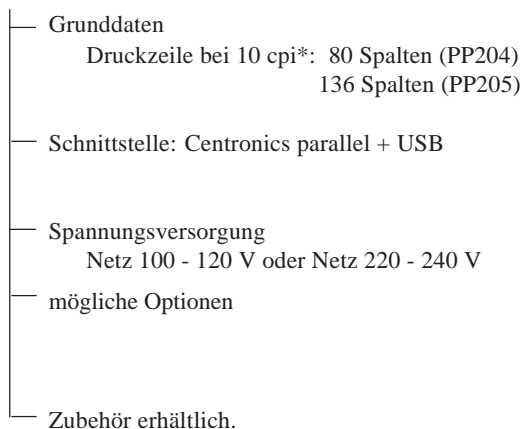 Grunddaten
Druckzeile bei 10 cpi*: 80 Spalten (PP204)
136 Spalten (PP205)
Schnittstelle: Centronics parallel + USB
Spannungsversorgung
Netz 100 - 120 V oder Netz 220 - 240 V
mögliche Optionen
Zubehör erhältlich.